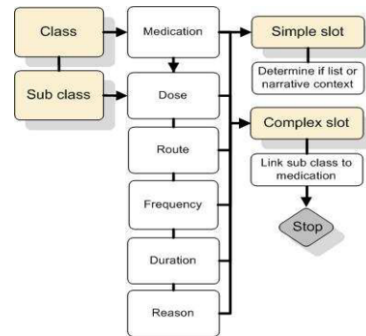 Class
Medication
Simple slot
Determine if list or
narrative context
Sub class
Dose
Complex slot
Route
Link sub class to
medication
Frequency
Stop
Duration
Reason